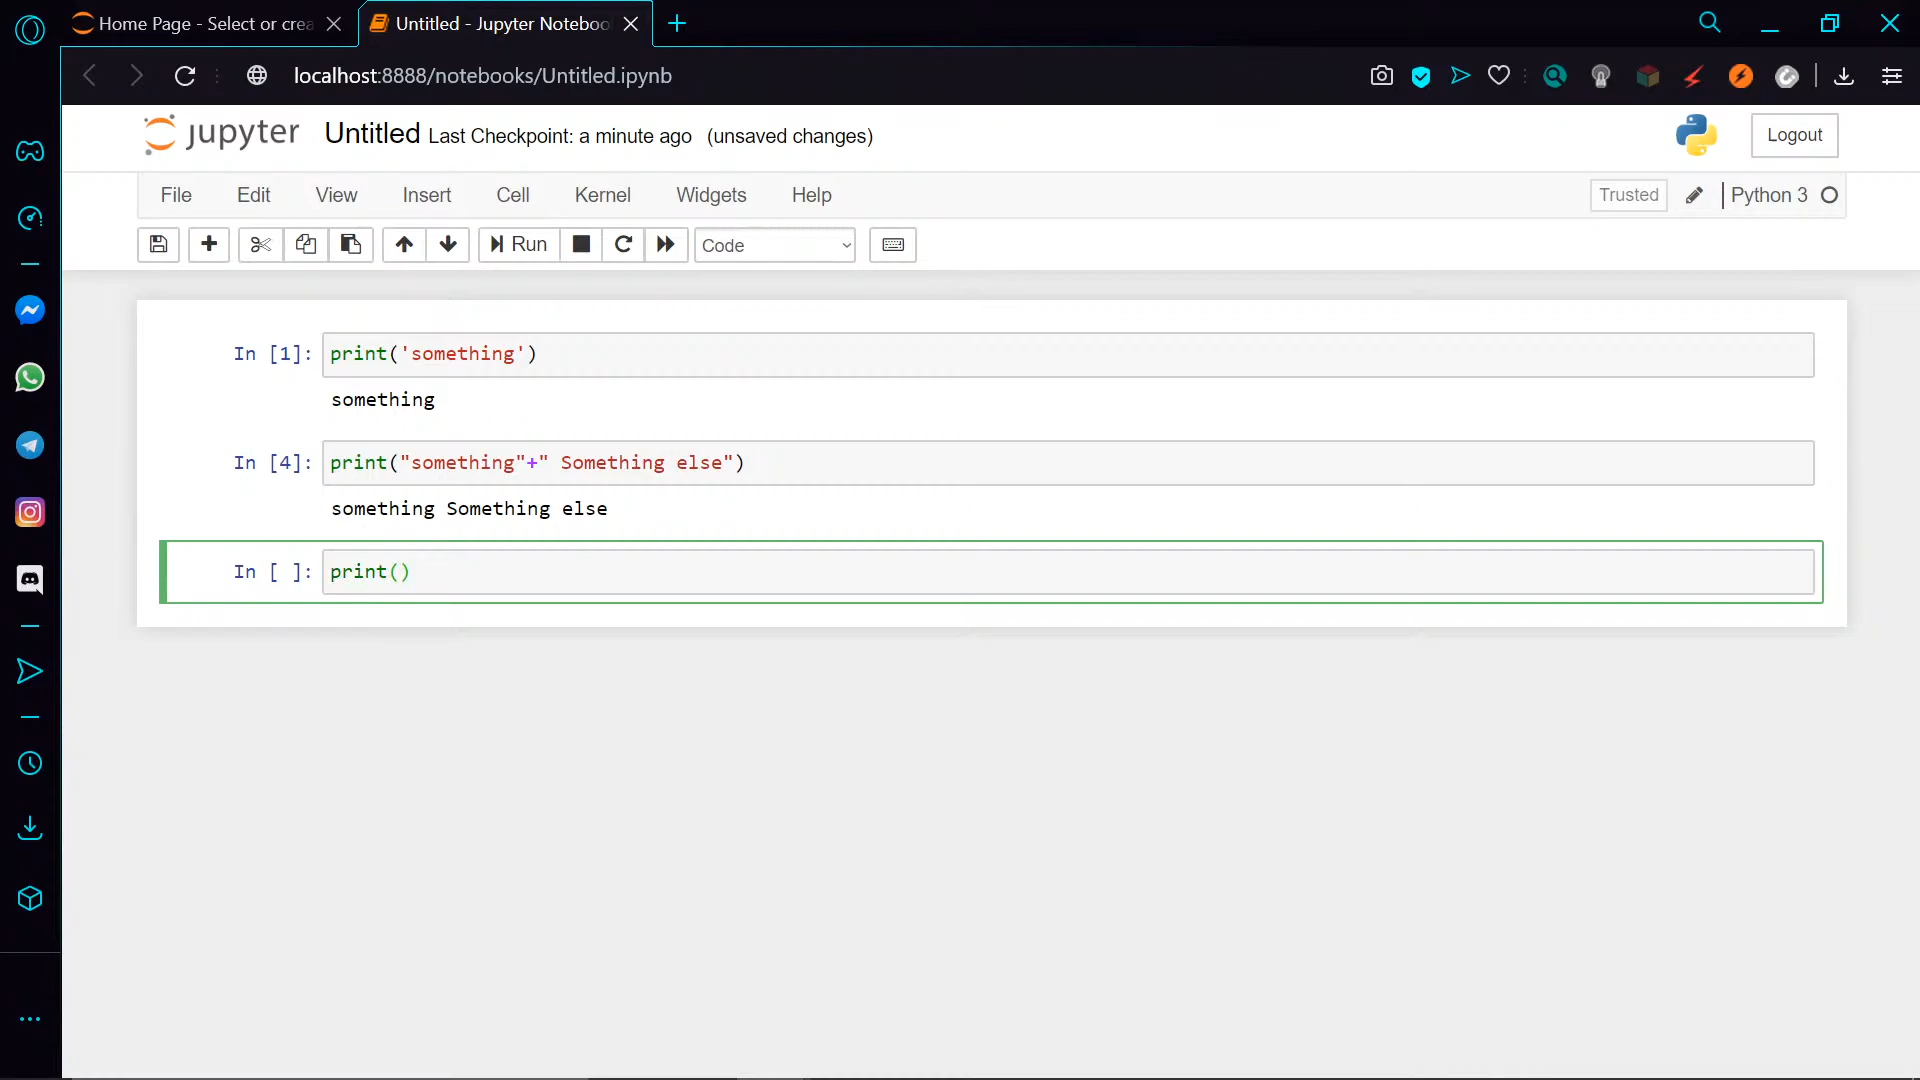 Home Page - Select or crea
Untitled - Jupyter Noteboo
localhost:8888/notebooks/Untitled.ipynb
jupyter Untitled Last Checkpoint: a minute ago (unsaved changes)
Logout
File Edit View Insert Cell Kernel Widgets Help
Trusted
Python 3
Run
Code
In [1]: print('something')
something
In [4]: print("something"+" Something else")
something Something else
In [ ]: print()